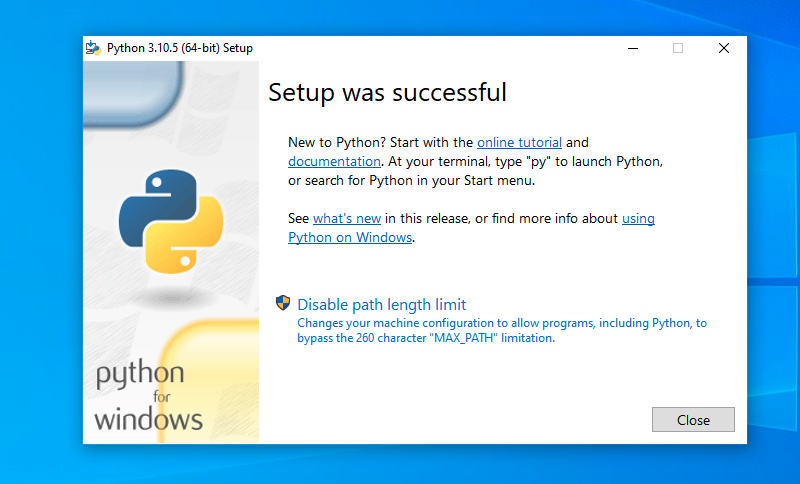 Python 3.10.5 (64-bit) Setup
Setup was successful
New to Python? Start with the online tutorial and
documentation. At your terminal, type "py" to launch Python,
or search for Python in your Start menu.
See what's new in this release, or find more info about using
Python on Windows.
Disable path length limit
Changes your machine configuration to allow programs, including Python, to
bypass the 260 character "MAX_PATH" limitation.
python
for
windows
Close